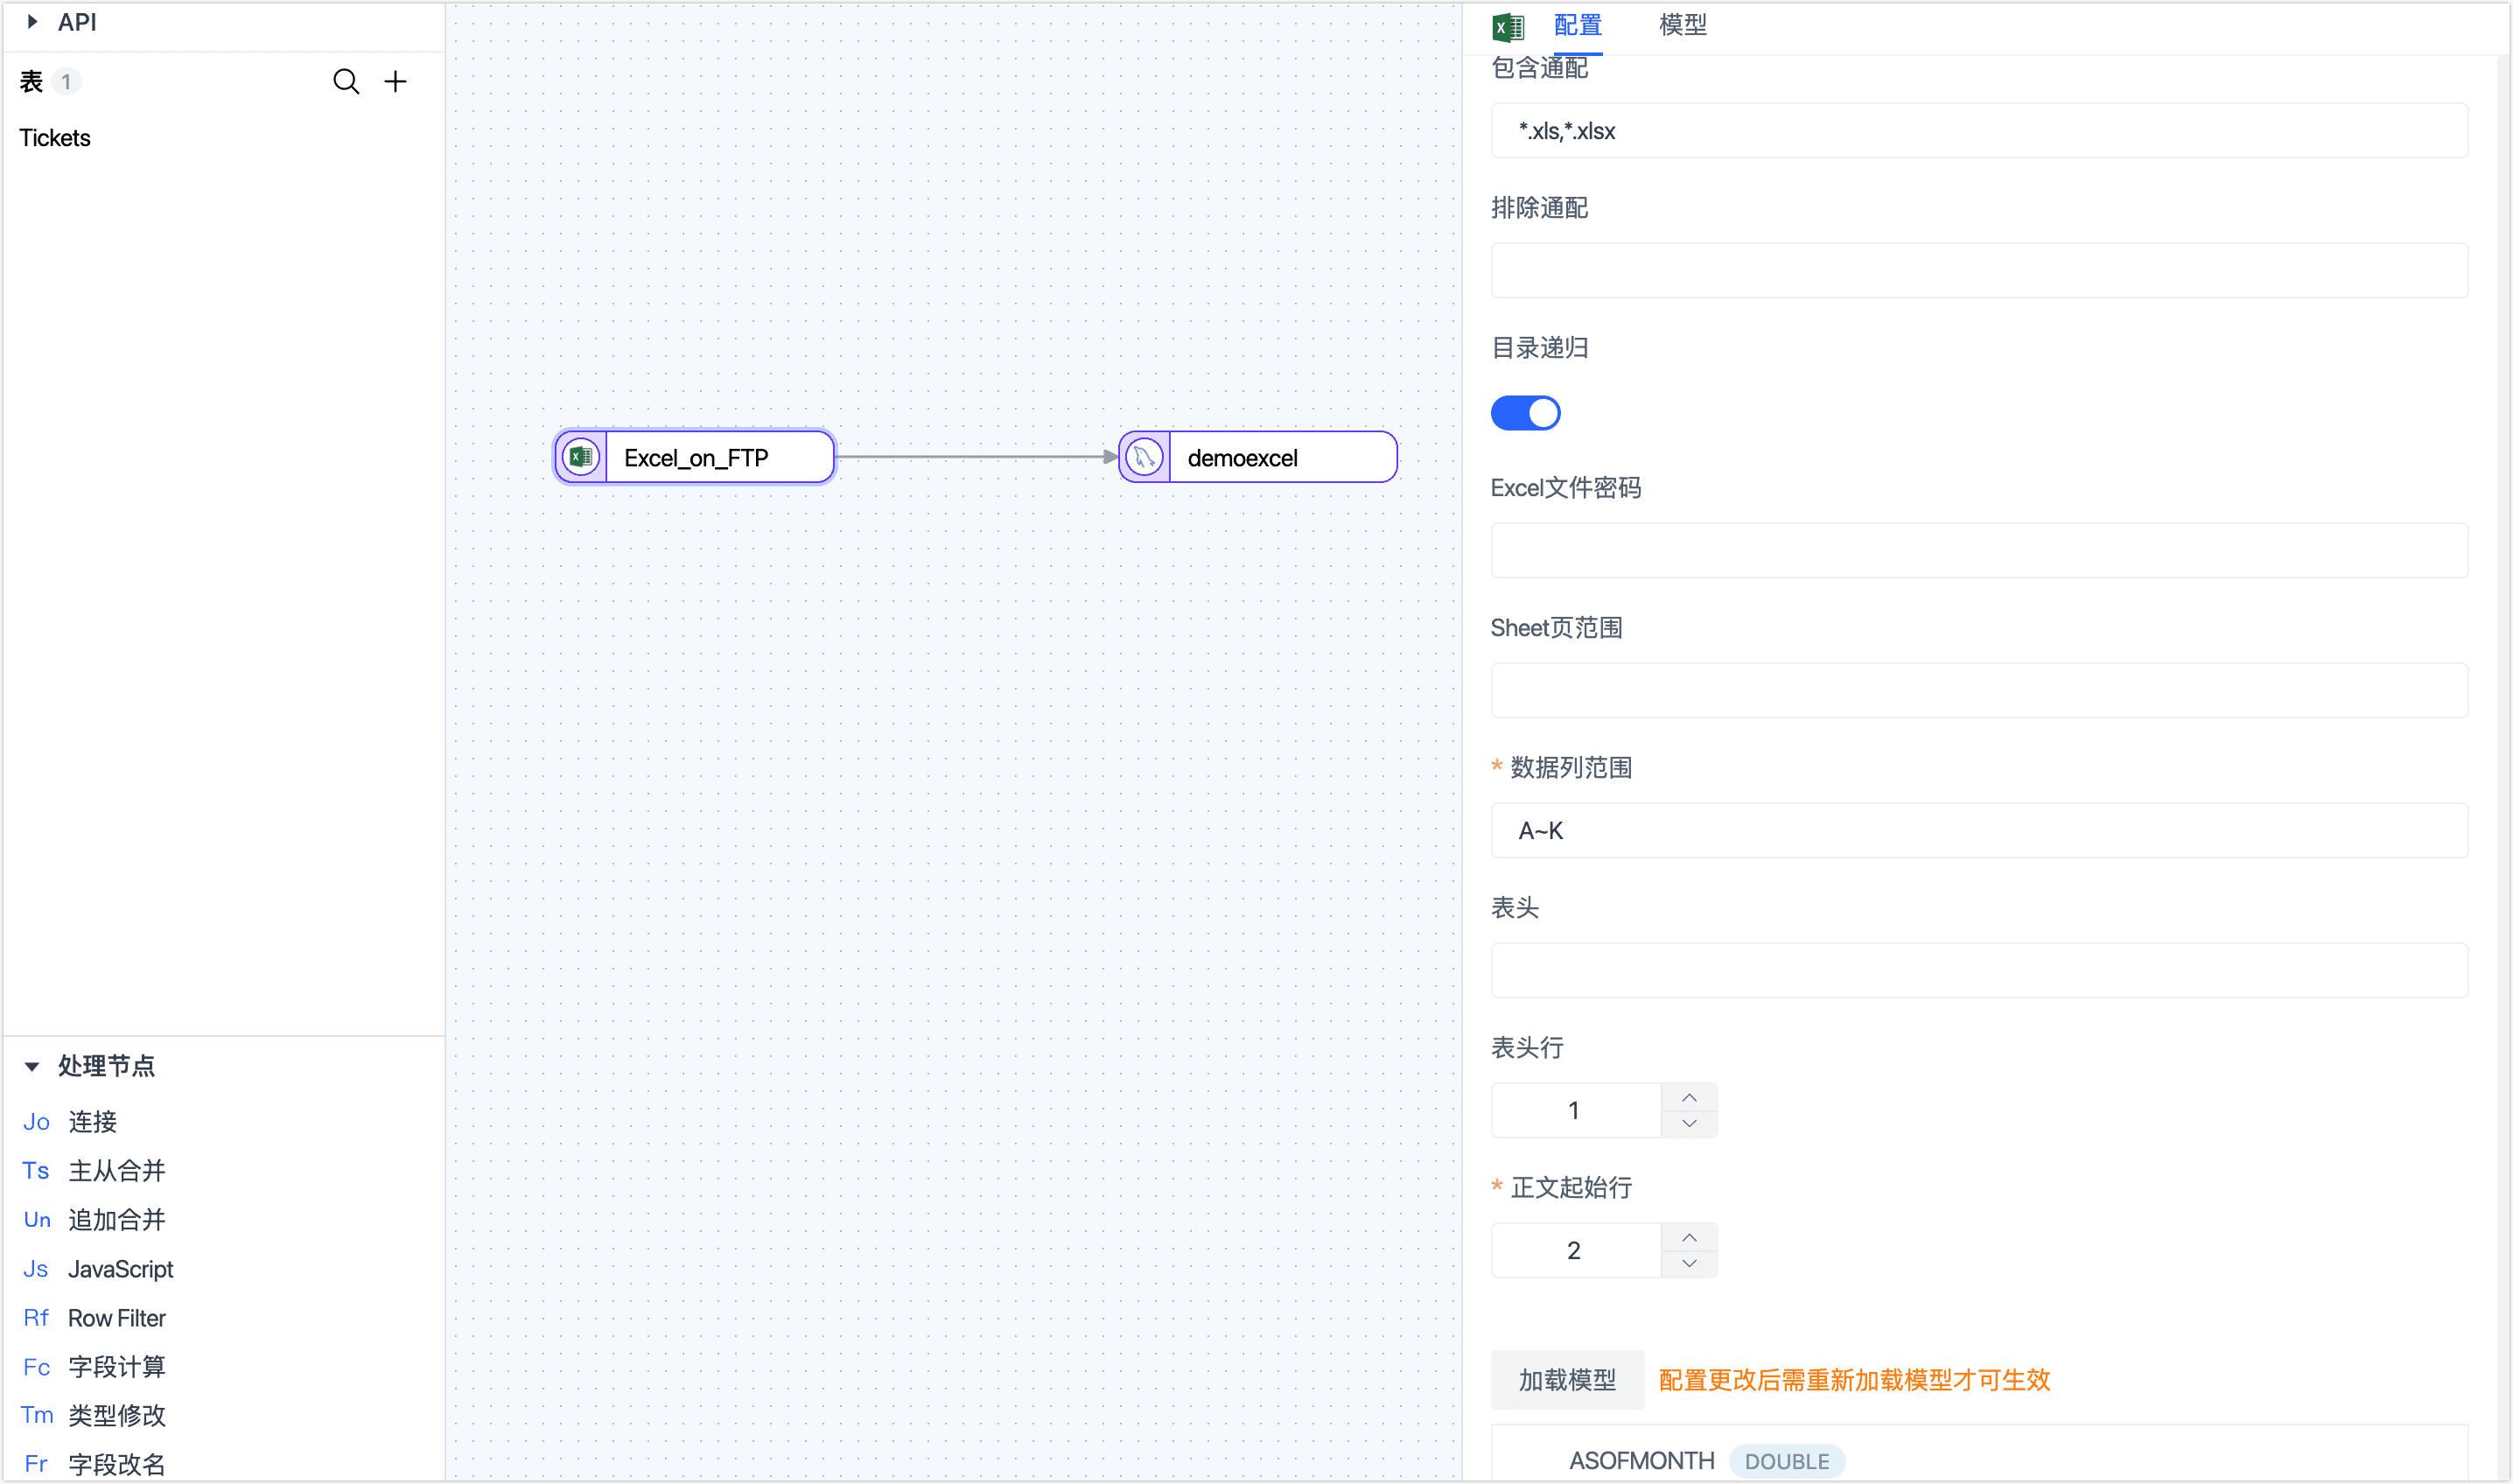 API
表 1
Tickets
处理节点
Jo 连接
Ts 主从合并
Un 追加合并
Js JavaScript
Rf Row Filter
Fc 字段计算
Tm 类型修改
Fr 字段改名
Excel_on_FTP
demoexcel
配置 模型
包含通配
*.xls,*.xlsx
排除通配
目录递归
Excel文件密码
Sheet页范围
* 数据列范围
A~K
表头
表头行
1
* 正文起始行
2
加载模型 配置更改后需重新加载模型才可生效
ASOFMONTH DOUBLE